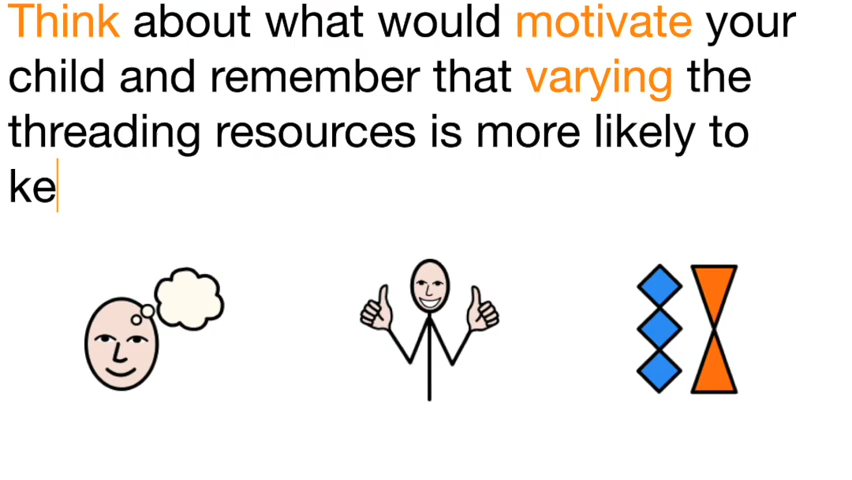 Think about what would motivate your
child and remember that varying the
threading resources is more likely to
ke